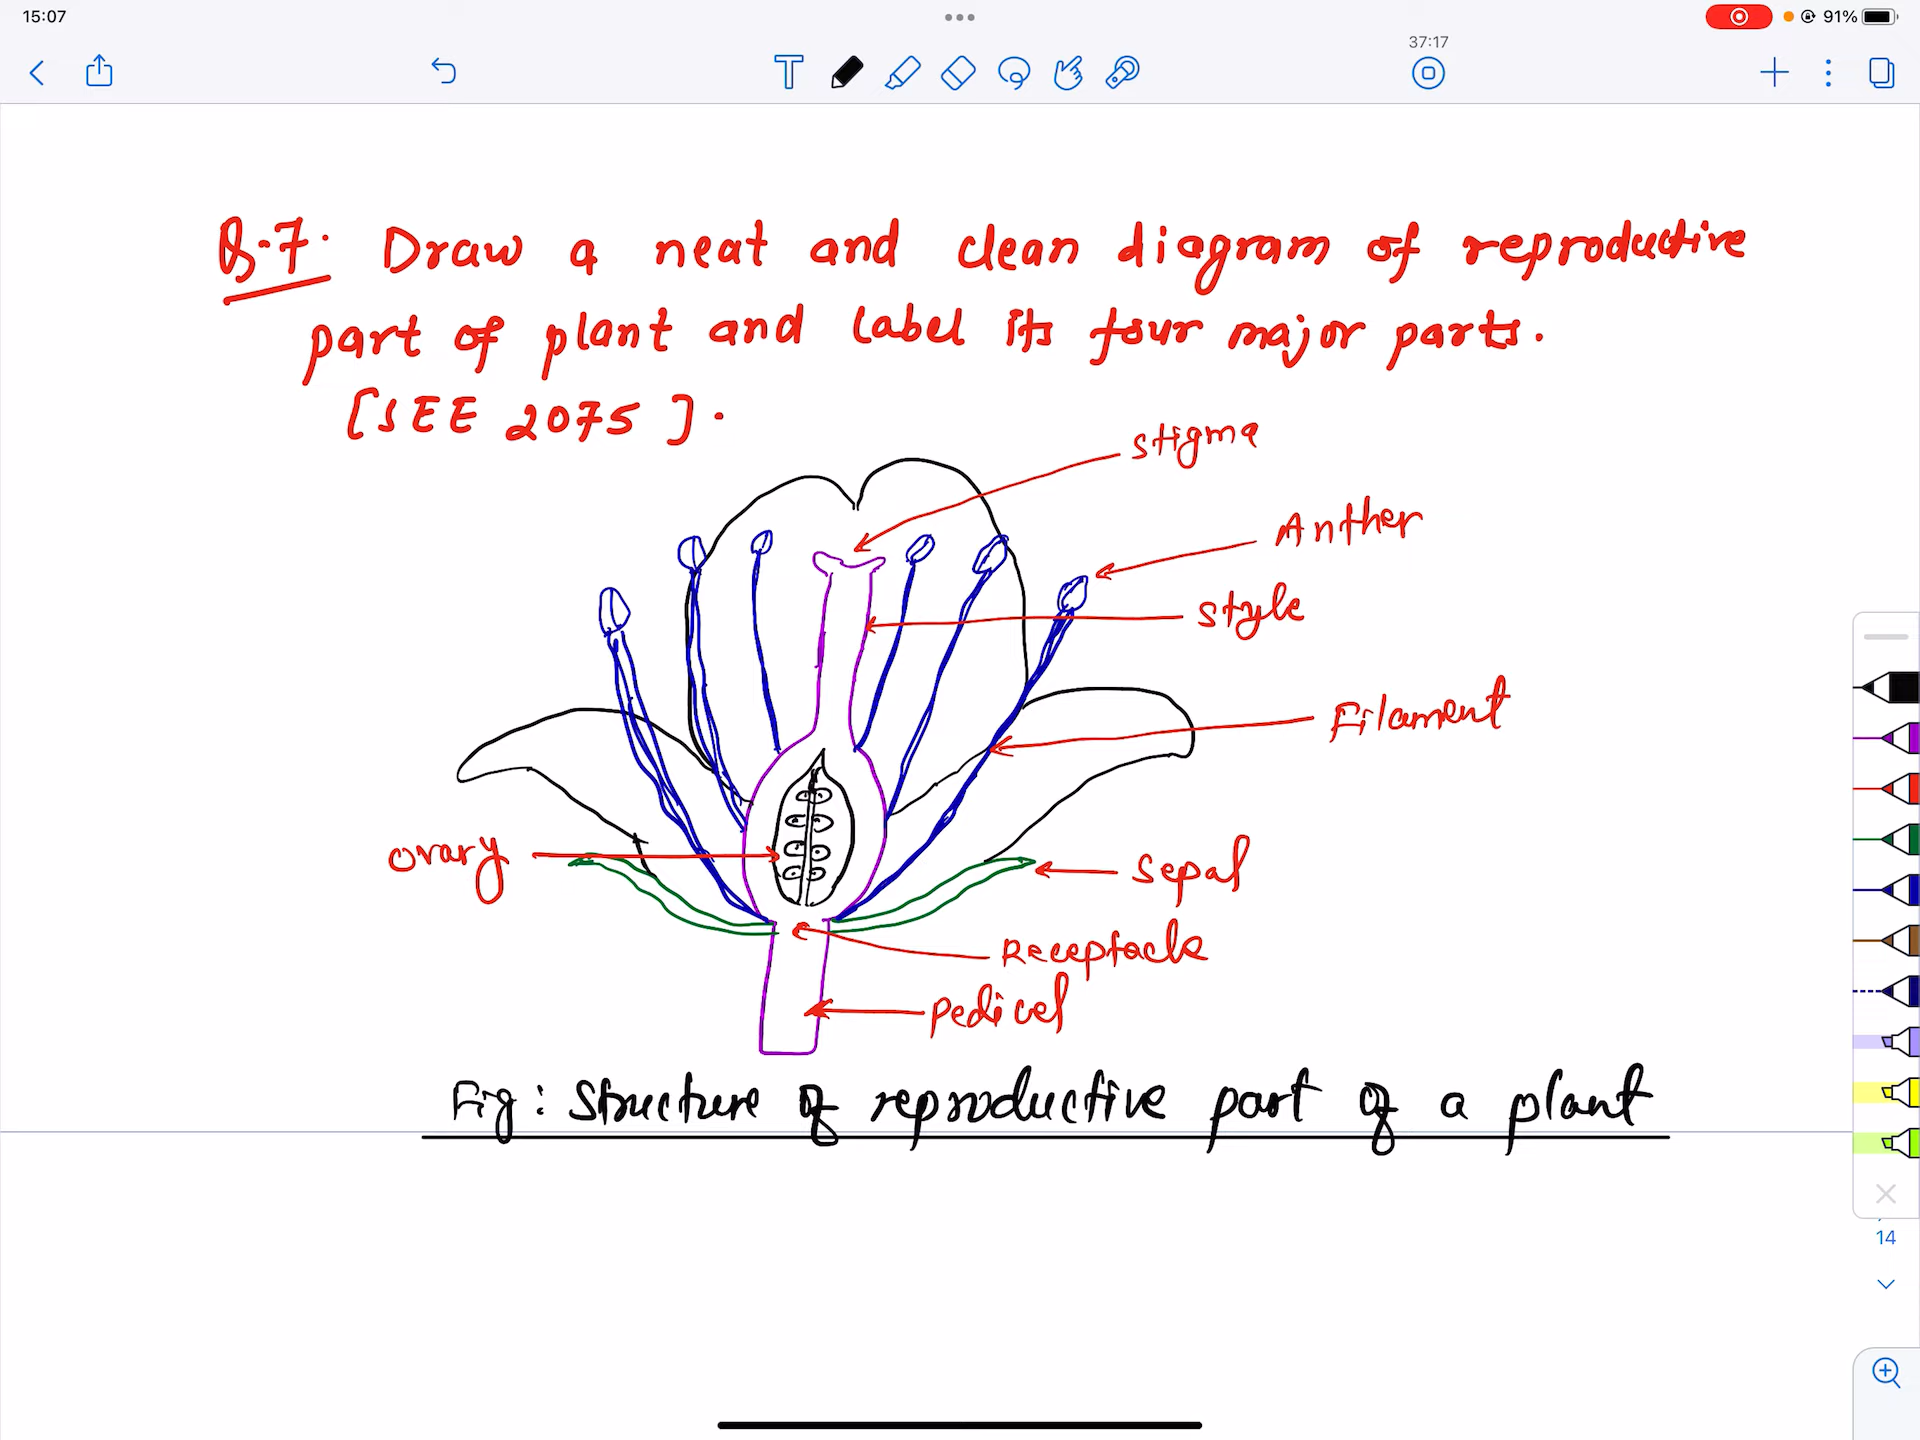 15:07
91%
37:17
Q.7. Draw a neat and clean diagram of reproductive
part of plant and label its four major parts.
[SEE 2075].
Stigma
Anther
Style
Filament
Ovary
Sepal
Receptacle
Pedicel
Fig: Structure of reproductive part of a plant
14